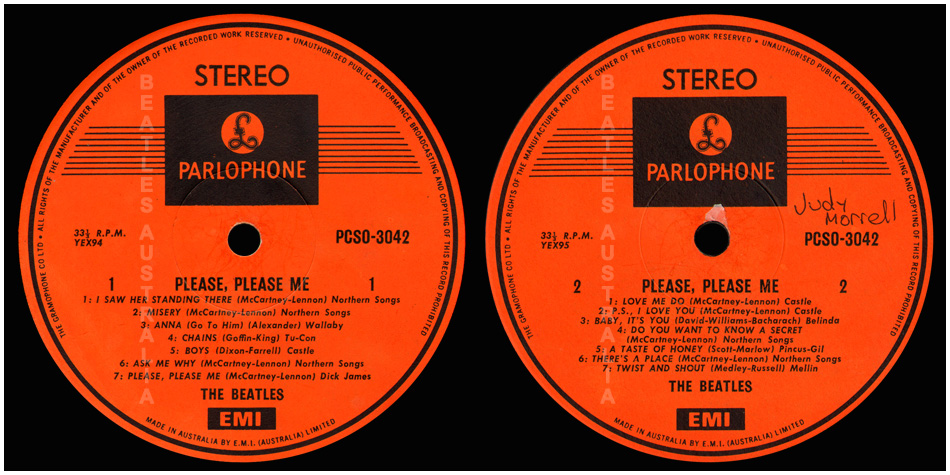 ALL RIGHTS OF THE MANUFACTURER AND OF THE OWNER OF THE RECORDED WORK RESERVED • UNAUTHORISED PUBLIC PERFORMANCE BROADCASTING AND COPYING OF THIS RECORD PROHIBITED
THE GRAMOPHONE CO LTD •
STEREO
£
PARLOPHONE
33⅓ R.P.M.
YEX94
PCSO-3042
1 PLEASE, PLEASE ME 1
1: I SAW HER STANDING THERE (McCartney-Lennon) Northern Songs
2: MISERY (McCartney-Lennon) Northern Songs
3: ANNA (Go To Him) (Alexander) Wallaby
4: CHAINS (Goffin-King) Tu-Con
5: BOYS (Dixon-Farrell) Castle
6: ASK ME WHY (McCartney-Lennon) Northern Songs
7: PLEASE, PLEASE ME (McCartney-Lennon) Dick James
THE BEATLES
EMI
MADE IN AUSTRALIA BY E.M.I. (AUSTRALIA) LIMITED
BEATLES AUSTRALIA
ALL RIGHTS OF THE MANUFACTURER AND OF THE OWNER OF THE RECORDED WORK RESERVED • UNAUTHORISED PUBLIC PERFORMANCE BROADCASTING AND COPYING OF THIS RECORD PROHIBITED
THE GRAMOPHONE CO LTD •
STEREO
£
PARLOPHONE
Judy
Morrell
33⅓ R.P.M.
YEX95
PCSO-3042
2 PLEASE, PLEASE ME 2
1: LOVE ME DO (McCartney-Lennon) Castle
2: P.S., I LOVE YOU (McCartney-Lennon) Castle
3: BABY, IT'S YOU (David-Williams-Bacharach) Belinda
4: DO YOU WANT TO KNOW A SECRET
(McCartney-Lennon) Northern Songs
5: A TASTE OF HONEY (Scott-Marlow) Pincus-Gil
6: THERE'S A PLACE (McCartney-Lennon) Northern Songs
7: TWIST AND SHOUT (Medley-Russell) Mellin
THE BEATLES
EMI
MADE IN AUSTRALIA BY E.M.I. (AUSTRALIA) LIMITED
BEATLES AUSTRALIA